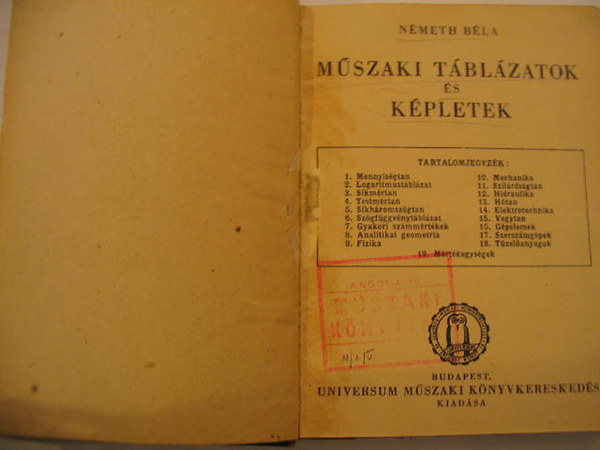 NÉMETH BÉLA
MŰSZAKI TÁBLÁZATOK
ÉS
KÉPLETEK
TARTALOMJEGYZÉK:
1. Mennyiségtan
2. Logaritmustáblázat
3. Síkmértan
4. Testmértan
5. Síkháromszögtan
6. Szögfüggvénytáblázat
7. Gyakori számmértékek
8. Analitikai geometria
9. Fizika
10. Mechanika
11. Szilárdságtan
12. Hidraulika
13. Hőtan
14. Elektrotechnika
15. Vegytan
16. Gépelemek
17. Szerszámgépek
18. Tüzelőanyagok
19. Mértékegységek
MŰSZAKI
BUDAPEST,
UNIVERSUM MŰSZAKI KÖNYVKERESKEDÉS
KIADÁSA